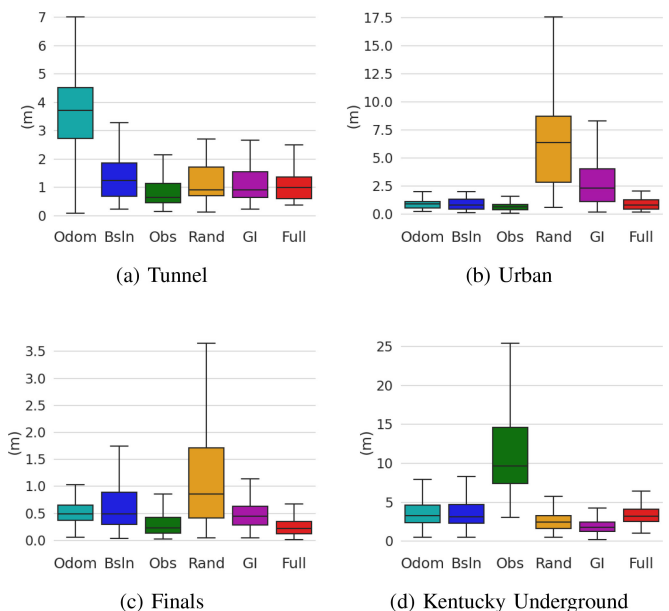 7
6
5
4
3
2
1
0
(m)
Odom Bsln Obs Rand GI Full
(a) Tunnel
17.5
15.0
12.5
10.0
7.5
5.0
2.5
0.0
(m)
Odom Bsln Obs Rand GI Full
(b) Urban
3.5
3.0
2.5
2.0
1.5
1.0
0.5
0.0
(m)
Odom Bsln Obs Rand GI Full
(c) Finals
25
20
15
10
5
0
(m)
Odom Bsln Obs Rand GI Full
(d) Kentucky Underground